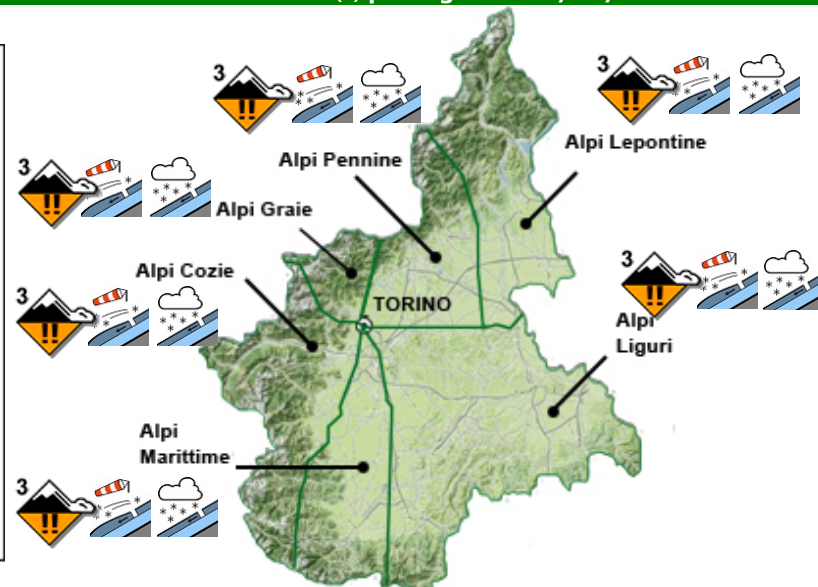 3
3
Alpi Pennine
Alpi Lepontine
3
Alpi Graie
3
Alpi Cozie
3
TORINO
Alpi
Liguri
Alpi
Marittime
3